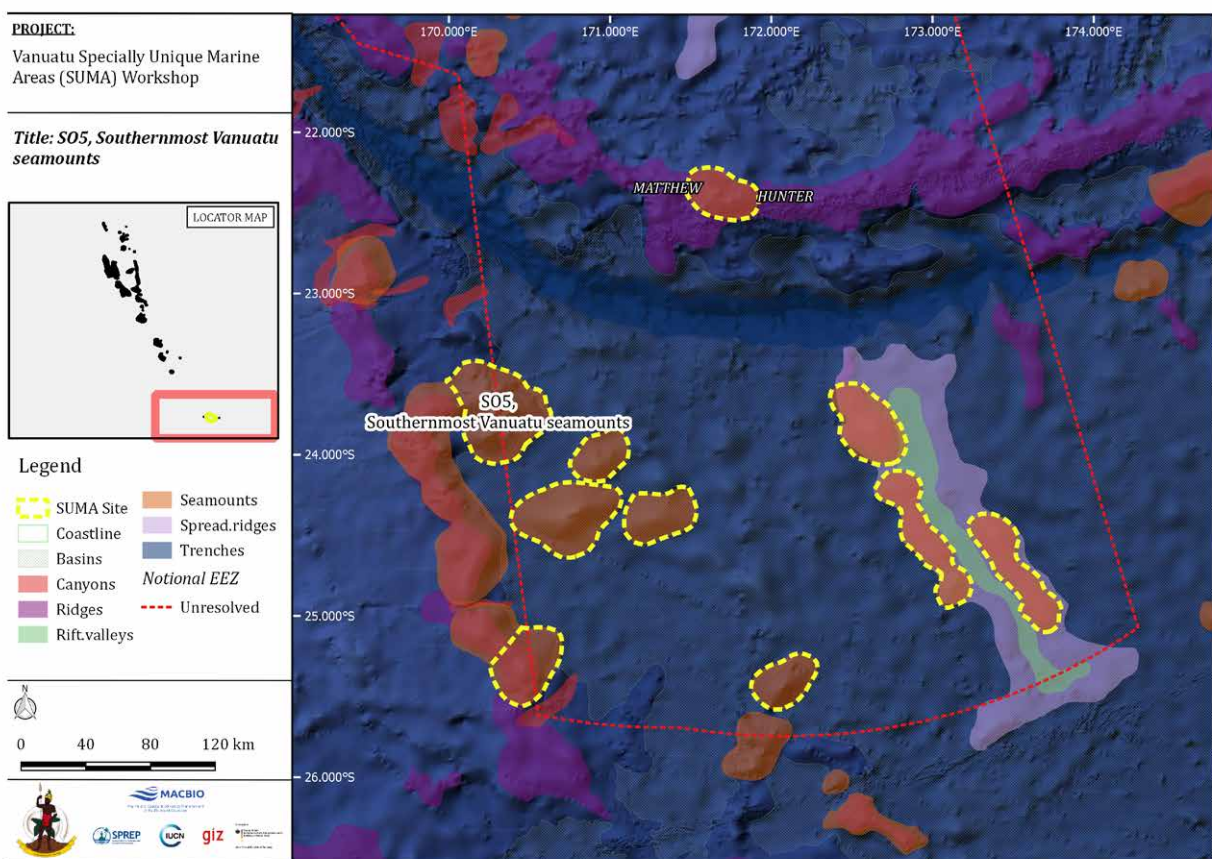 PROJECT:
Vanuatu Specially Unique Marine
Areas (SUMA) Workshop
Title: SO5, Southernmost Vanuatu
seamounts
LOCATOR MAP
Legend
SUMA Site
Coastline
Basins
Canyons
Ridges
Rift.valleys
Seamounts
Spread.ridges
Trenches
Notional EEZ
Unresolved
N
0 40 80 120 km
MACBIO
SPREP
IUCN
giz
170.000°E 171.000°E 172.000°E 173.000°E 174.000°E
22.000°S
23.000°S
24.000°S
25.000°S
26.000°S
MATTHEW
HUNTER
SO5,
Southernmost Vanuatu seamounts